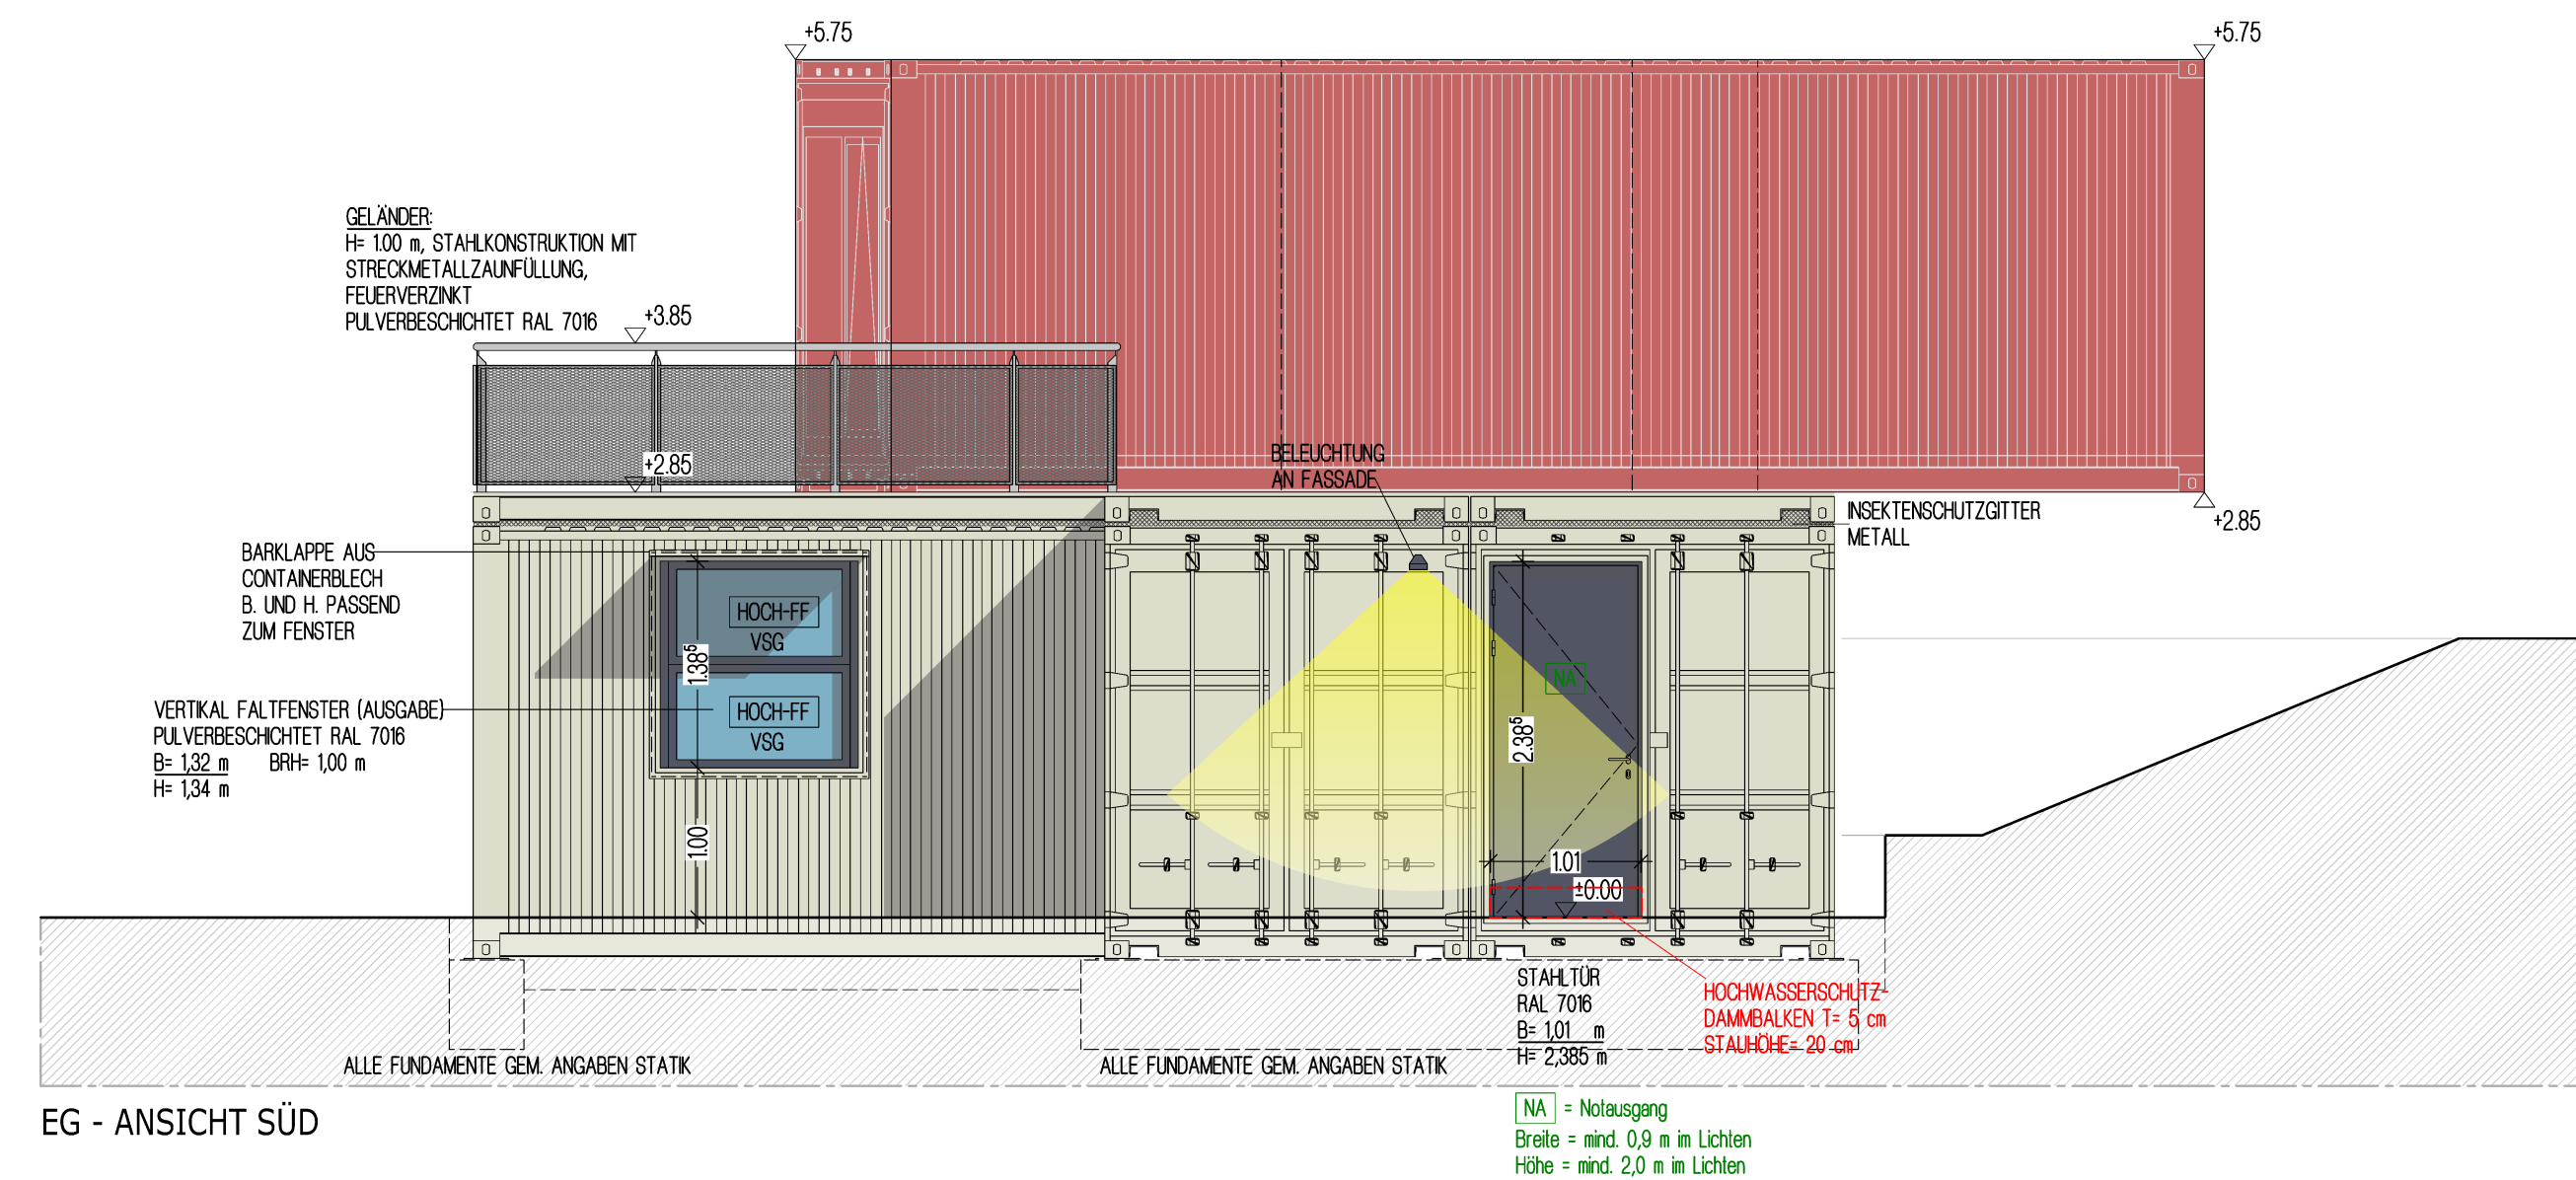 +5.75
+5.75
GELÄNDER:
H= 1.00 m, STAHLKONSTRUKTION MIT
STRECKMETALLZAUNFÜLLUNG,
FEUERVERZINKT
PULVERBESCHICHTET RAL 7016
+3.85
+2.85
BELEUCHTUNG
AN FASSADE
INSEKTENSCHUTZGITTER
METALL
+2.85
BARKLAPPE AUS
CONTAINERBLECH
B. UND H. PASSEND
ZUM FENSTER
HOCH-FF
VSG
1.38⁵
HOCH-FF
VSG
VERTIKAL FALTFENSTER (AUSGABE)
PULVERBESCHICHTET RAL 7016
B= 1,32 m BRH= 1,00 m
H= 1,34 m
1.00
NA
2.38⁵
1.01
±0.00
STAHLTÜR
RAL 7016
B= 1,01 m
H= 2,385 m
HOCHWASSERSCHUTZ-
DAMMBALKEN T= 5 cm
STAUHÖHE= 20 cm
ALLE FUNDAMENTE GEM. ANGABEN STATIK
ALLE FUNDAMENTE GEM. ANGABEN STATIK
EG - ANSICHT SÜD
NA = Notausgang
Breite = mind. 0,9 m im Lichten
Höhe = mind. 2,0 m im Lichten